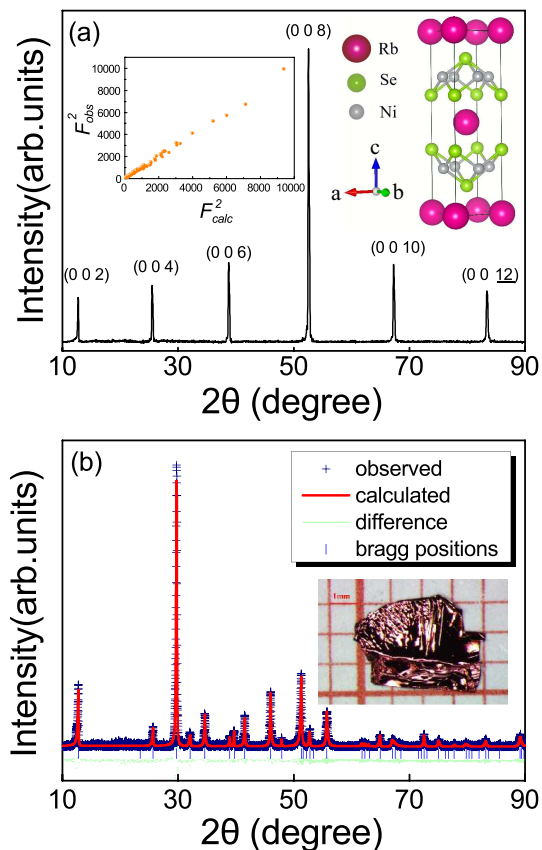 (a)
Intensity(arb.units)
(0 0 2)
(0 0 4)
(0 0 6)
(0 0 8)
(0 0 10)
(0 0 12)
10 30 50 70 90
2θ (degree)
F²obs
10000
8000
6000
4000
2000
0
0 2000 4000 6000 8000 10000
F²calc
Rb
Se
Ni
c
a
b
(b)
Intensity(arb.units)
observed
calculated
difference
bragg positions
1mm
10 30 50 70 90
2θ (degree)